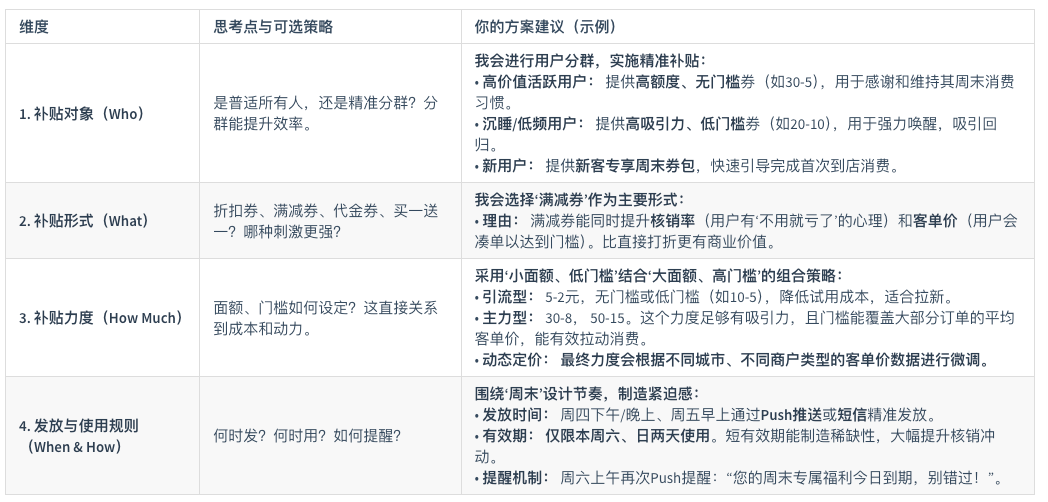 维度
思考点与可选策略
你的方案建议（示例）
1. 补贴对象（Who）
是普适所有人，还是精准分群？分
群能提升效率。
我会进行用户分群，实施精准补贴：
• 高价值活跃用户： 提供高额度、无门槛券（如30-5），用于感谢和维持其周末消费
习惯。
• 沉睡/低频用户： 提供高吸引力、低门槛券（如20-10），用于强力唤醒，吸引回
归。
• 新用户： 提供新客专享周末券包，快速引导完成首次到店消费。
2. 补贴形式（What）
折扣券、满减券、代金券、买一送
一？哪种刺激更强？
我会选择‘满减券’作为主要形式：
• 理由： 满减券能同时提升核销率（用户有‘不用就亏了’的心理）和客单价（用户会
凑单以达到门槛）。比直接打折更有商业价值。
3. 补贴力度（How Much）
面额、门槛如何设定？这直接关系
到成本和动力。
采用‘小面额、低门槛’结合‘大面额、高门槛’的组合策略：
• 引流型： 5-2元，无门槛或低门槛（如10-5），降低试用成本，适合拉新。
• 主力型： 30-8， 50-15。这个力度足够有吸引力，且门槛能覆盖大部分订单的平均
客单价，能有效拉动消费。
• 动态定价： 最终力度会根据不同城市、不同商户类型的客单价数据进行微调。
4. 发放与使用规则
（When & How）
何时发？何时用？如何提醒？
围绕‘周末’设计节奏，制造紧迫感：
• 发放时间： 周四下午/晚上、周五早上通过Push推送或短信精准发放。
• 有效期： 仅限本周六、日两天使用。短有效期能制造稀缺性，大幅提升核销冲
动。
• 提醒机制： 周六上午再次Push提醒：“您的周末专属福利今日到期，别错过！”。